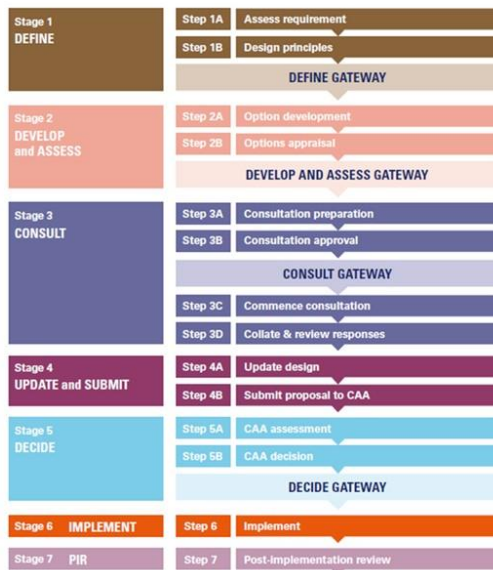 Stage 1
DEFINE
Step 1A Assess requirement
Step 1B Design principles
DEFINE GATEWAY
Stage 2
DEVELOP
and ASSESS
Step 2A Option development
Step 2B Options appraisal
DEVELOP AND ASSESS GATEWAY
Stage 3
CONSULT
Step 3A Consultation preparation
Step 3B Consultation approval
CONSULT GATEWAY
Step 3C Commence consultation
Step 3D Collate & review responses
Stage 4
UPDATE and SUBMIT
Step 4A Update design
Step 4B Submit proposal to CAA
Stage 5
DECIDE
Step 5A CAA assessment
Step 5B CAA decision
DECIDE GATEWAY
Stage 6 IMPLEMENT
Step 6 Implement
Stage 7 PIR
Step 7 Post-implementation review